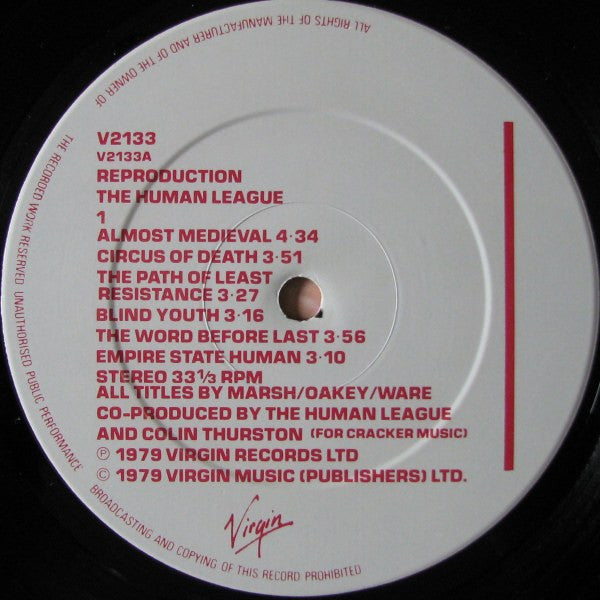 V2133
V2133A
REPRODUCTION
THE HUMAN LEAGUE
1
ALMOST MEDIEVAL 4·34
CIRCUS OF DEATH 3·51
THE PATH OF LEAST
RESISTANCE 3·27
BLIND YOUTH 3·16
THE WORD BEFORE LAST 3·56
EMPIRE STATE HUMAN 3·10
STEREO 33⅓ RPM
ALL TITLES BY MARSH/OAKEY/WARE
CO-PRODUCED BY THE HUMAN LEAGUE
AND COLIN THURSTON (FOR CRACKER MUSIC)
℗ 1979 VIRGIN RECORDS LTD
© 1979 VIRGIN MUSIC (PUBLISHERS) LTD.
Virgin
ALL RIGHTS OF THE MANUFACTURER AND OF THE OWNER OF THE RECORDED WORK RESERVED UNAUTHORISED PUBLIC PERFORMANCE BROADCASTING AND COPYING OF THIS RECORD PROHIBITED